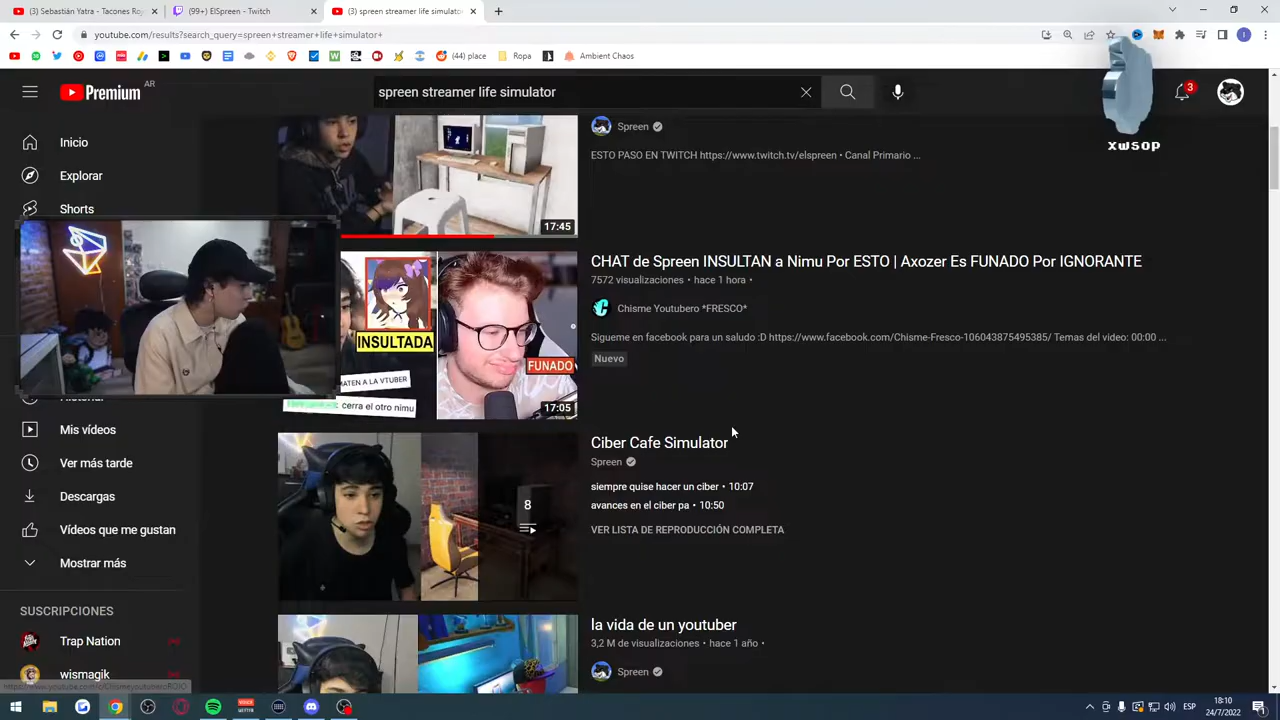 (3) Sebastián Yatra - Tacones Roj
(99+) ElSpreen - Twitch
(3) spreen streamer life simulato
youtube.com/results?search_query=spreen+streamer+life+simulator+
(44) place
Ropa
Ambient Chaos
Premium AR
spreen streamer life simulator
3
xwsop
Inicio
Explorar
Shorts
Mis vídeos
Ver más tarde
Descargas
Vídeos que me gustan
Mostrar más
SUSCRIPCIONES
Trap Nation
wismagik
17:45
Spreen
ESTO PASO EN TWITCH https://www.twitch.tv/elspreen • Canal Primario ...
INSULTADA
FUNADO
MATEN A LA VTUBER
: cerra el otro nimu
17:05
CHAT de Spreen INSULTAN a Nimu Por ESTO | Axozer Es FUNADO Por IGNORANTE
7572 visualizaciones • hace 1 hora •
Chisme Youtubero *FRESCO*
Sigueme en facebook para un saludo :D https://www.facebook.com/Chisme-Fresco-106043875495385/ Temas del video: 00:00 ...
Nuevo
8
Ciber Cafe Simulator
Spreen
siempre quise hacer un ciber • 10:07
avances en el ciber pa • 10:50
VER LISTA DE REPRODUCCIÓN COMPLETA
la vida de un youtuber
3,2 M de visualizaciones • hace 1 año •
Spreen
ESP
18:10
24/7/2022